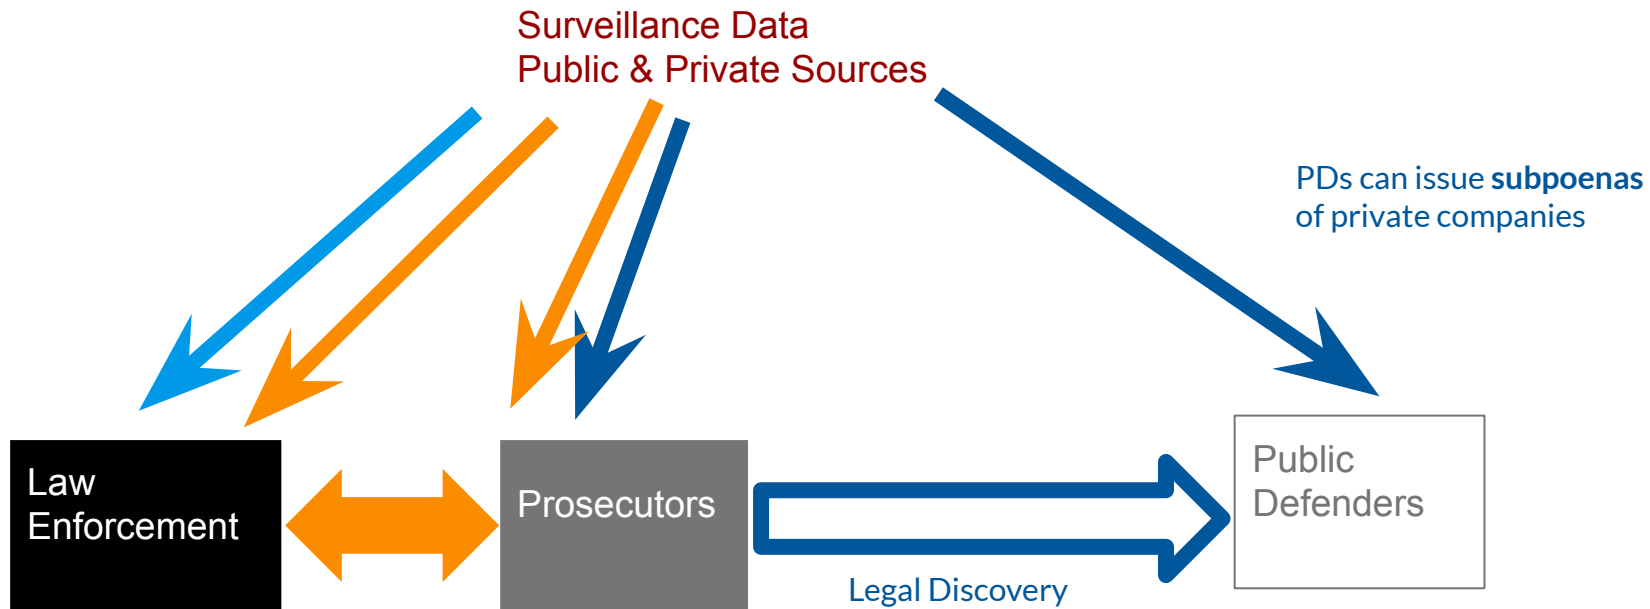 Surveillance Data
Public & Private Sources
PDs can issue subpoenas
of private companies
Law
Enforcement
Prosecutors
Public
Defenders
Legal Discovery